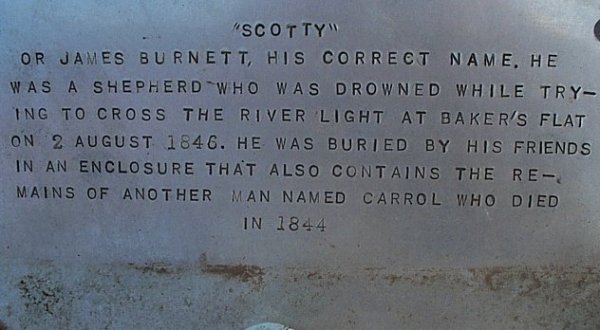 "SCOTTY"
OR JAMES BURNETT, HIS CORRECT NAME. HE
WAS A SHEPHERD WHO WAS DROWNED WHILE TRY-
ING TO CROSS THE RIVER LIGHT AT BAKER'S FLAT
ON 2 AUGUST 1846. HE WAS BURIED BY HIS FRIENDS
IN AN ENCLOSURE THAT ALSO CONTAINS THE RE-
MAINS OF ANOTHER MAN NAMED CARROL WHO DIED
IN 1844